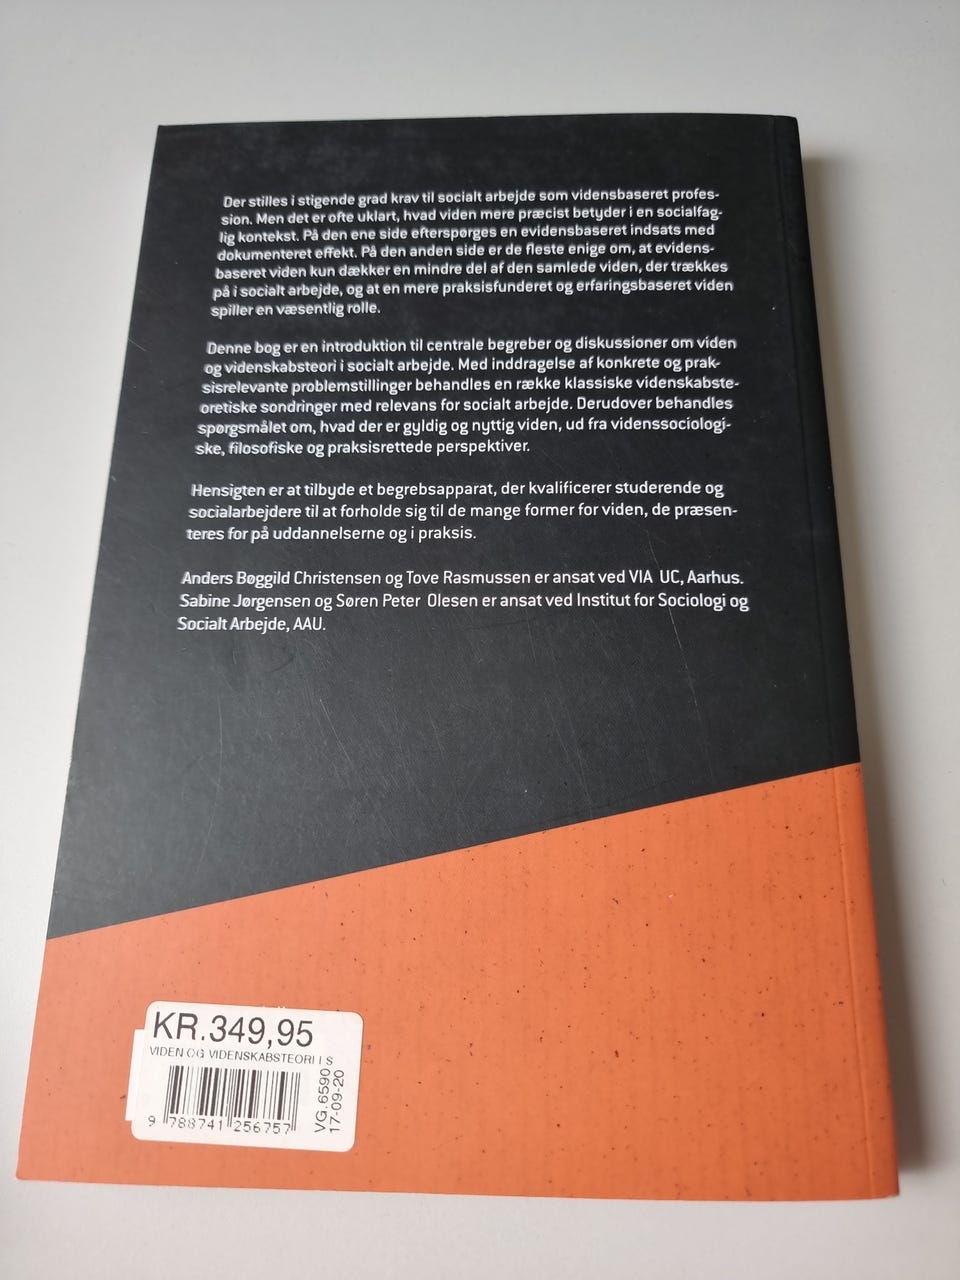 Der stilles i stigende grad krav til socialt arbejde som vidensbaseret profes-
sion. Men det er ofte uklart, hvad viden mere præcist betyder i en socialfag-
lig kontekst. På den ene side efterspørges en evidensbaseret indsats med
dokumenteret effekt. På den anden side er de fleste enige om, at evidens-
baseret viden kun dækker en mindre del af den samlede viden, der trækkes
på i socialt arbejde, og at en mere praksisfunderet og erfaringsbaseret viden
spiller en væsentlig rolle.
Denne bog er en introduktion til centrale begreber og diskussioner om viden
og videnskabsteori i socialt arbejde. Med inddragelse af konkrete og prak-
sisrelevante problemstillinger behandles en række klassiske videnskabste-
oretiske sondringer med relevans for socialt arbejde. Derudover behandles
spørgsmålet om, hvad der er gyldig og nyttig viden, ud fra videnssociologi-
ske, filosofiske og praksisrettede perspektiver.
Hensigten er at tilbyde et begrebsapparat, der kvalificerer studerende og
socialarbejdere til at forholde sig til de mange former for viden, de præsen-
teres for på uddannelserne og i praksis.
Anders Bøggild Christensen og Tove Rasmussen er ansat ved VIA UC, Aarhus.
Sabine Jørgensen og Søren Peter Olesen er ansat ved Institut for Sociologi og
Socialt Arbejde, AAU.
KR.349,95
VIDEN OG VIDENSKABSTEORI I S
9 788741 256757
VG.6590
17-09-20